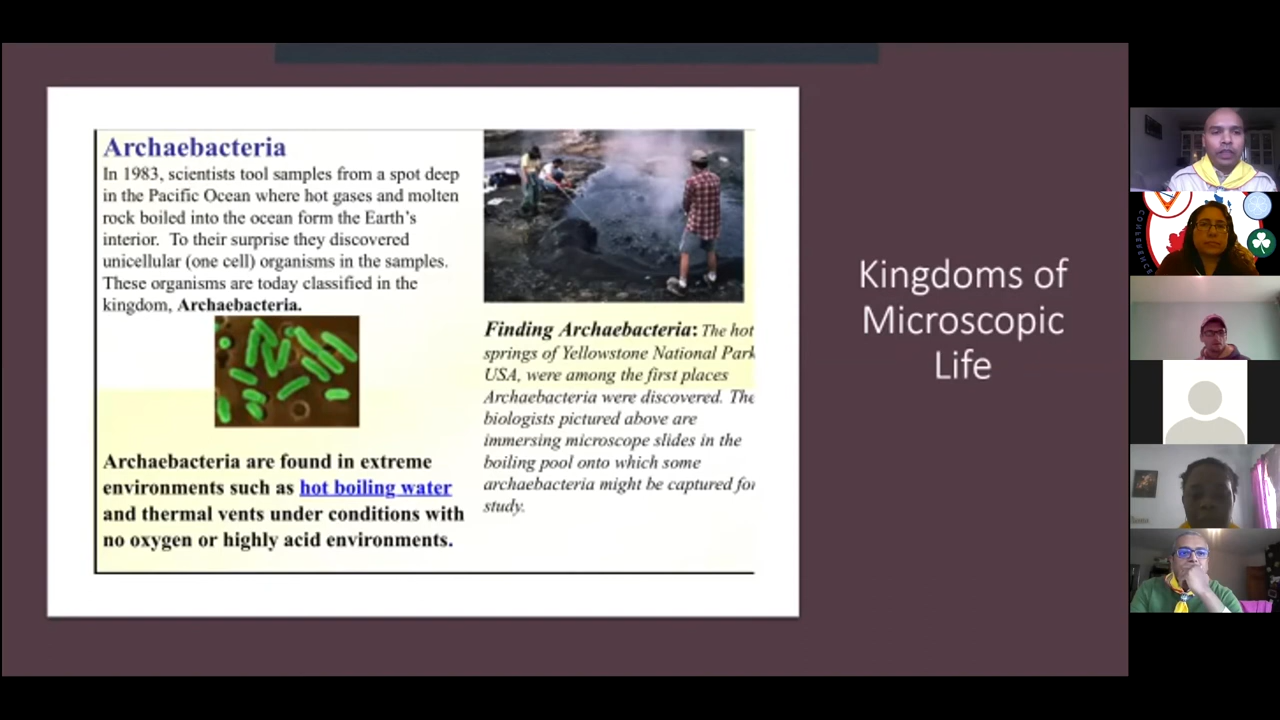 Archaebacteria
In 1983, scientists tool samples from a spot deep
in the Pacific Ocean where hot gases and molten
rock boiled into the ocean form the Earth's
interior. To their surprise they discovered
unicellular (one cell) organisms in the samples.
These organisms are today classified in the
kingdom, Archaebacteria.
Archaebacteria are found in extreme
environments such as hot boiling water
and thermal vents under conditions with
no oxygen or highly acid environments.
Finding Archaebacteria: The hot
springs of Yellowstone National Park
USA, were among the first places
Archaebacteria were discovered. The
biologists pictured above are
immersing microscope slides in the
boiling pool onto which some
archaebacteria might be captured for
study.
Kingdoms of
Microscopic
Life
CONFERENCE